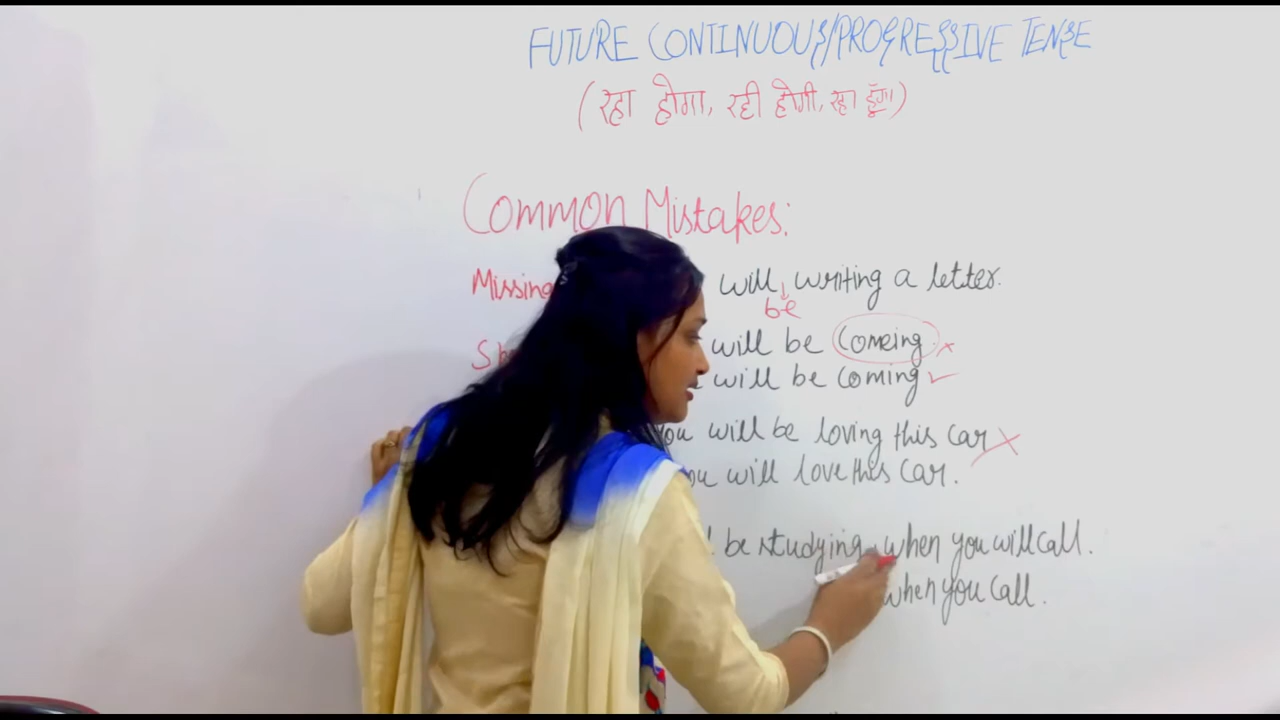 FUTURE CONTINUOUS/PROGRESSIVE TENSE
(रहा होगा, रही होगी, रहा हूँगा)
Common Mistakes:
Missing will writing a letter.
be
will be Comeing ×
will be Coming ✓
You will be loving this Car ×
will love this Car.
be studying when you will call.
when you Call.